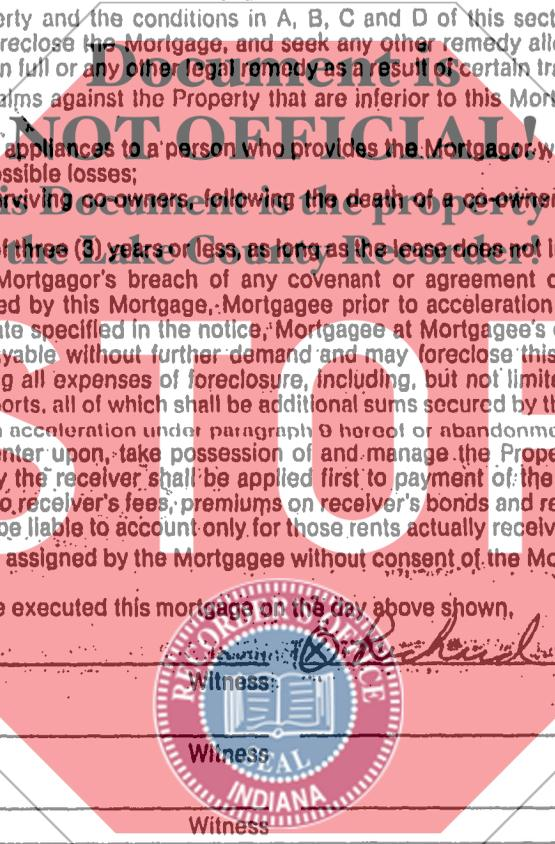 erty and the conditions in A, B, C and D of this sec
reclose the Mortgage, and seek any other remedy all
n full or any other legal remedy as a result of certain tr
Document is
aims against the Property that are inferior to this Mort
NOT OFFICIAL!
appliances to a person who provides the Mortgagor w
ssible losses;
is Document is the property
rviving co-owners, following the death of a co-owner
f three (3) years or less, as long as the lease does not i
the Lake County Recorder!
Mortgagor's breach of any covenant or agreement o
ed by this Mortgage, Mortgagee prior to acceleration
ate specified in the notice, Mortgagee at Mortgagee's
yable without further demand and may foreclose this
STOP
g all expenses of foreclosure, including, but not limit
orts, all of which shall be additional sums secured by th
n acceleration under paragraph 9 hereof or abandonme
nter upon, take possession of and manage the Prope
y the receiver shall be applied first to payment of the
o receiver's fees, premiums on receiver's bonds and re
be liable to account only for those rents actually receiv
assigned by the Mortgagee without consent of the Mo
e executed this mortgage on the day above shown,
Richard
RECORDER'S OFFICE
Witness
Witness
SEAL
INDIANA
Witness